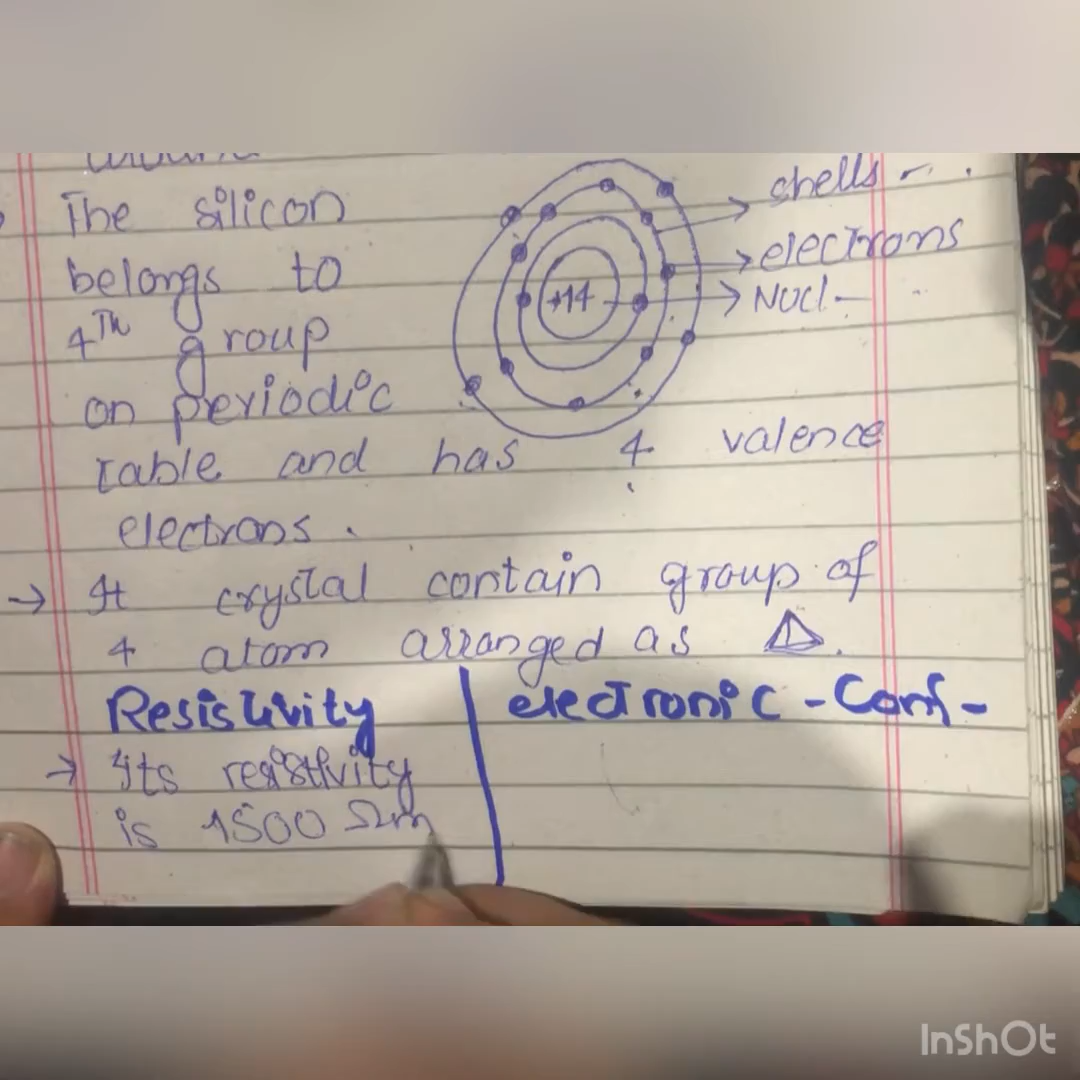 The silicon
belongs to
4Th group
on periodic
table and has 4 valence
electrons.
→ It crystal contain group of
4 atom arranged as
shells
electrons
Nucl-
+14
Resistivity
→ Its resistivity
is 1500 Ωm
electronic - Conf -
InShOt